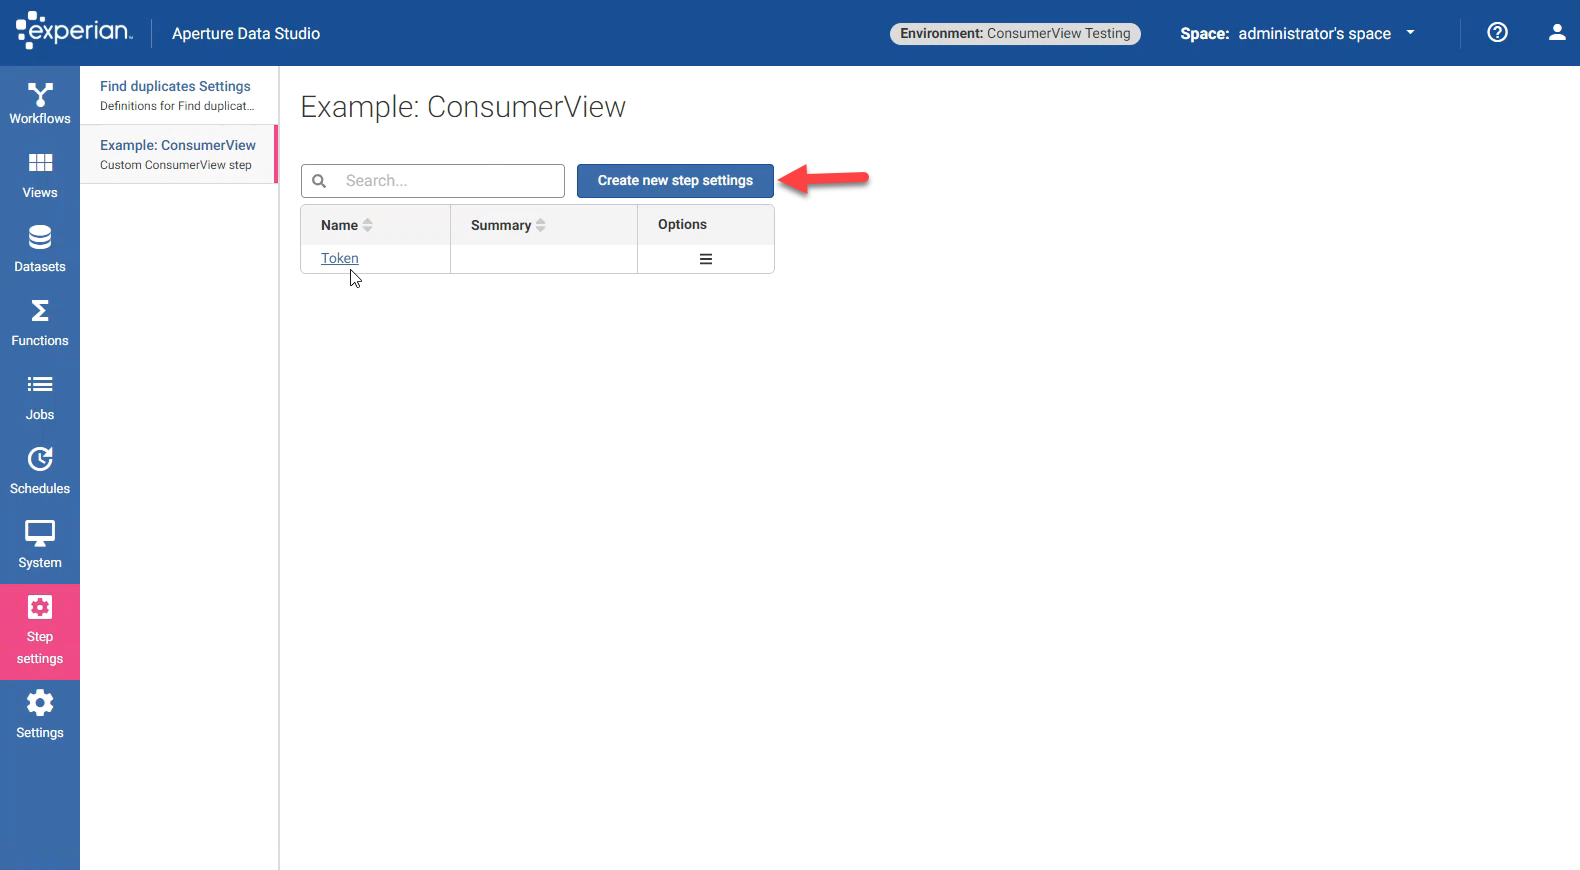 experian.
Aperture Data Studio
Environment: ConsumerView Testing
Space: administrator's space
Workflows
Views
Datasets
Functions
Jobs
Schedules
System
Step
settings
Settings
Find duplicates Settings
Definitions for Find duplicat...
Example: ConsumerView
Custom ConsumerView step
Example: ConsumerView
Search...
Create new step settings
Name
Summary
Options
Token